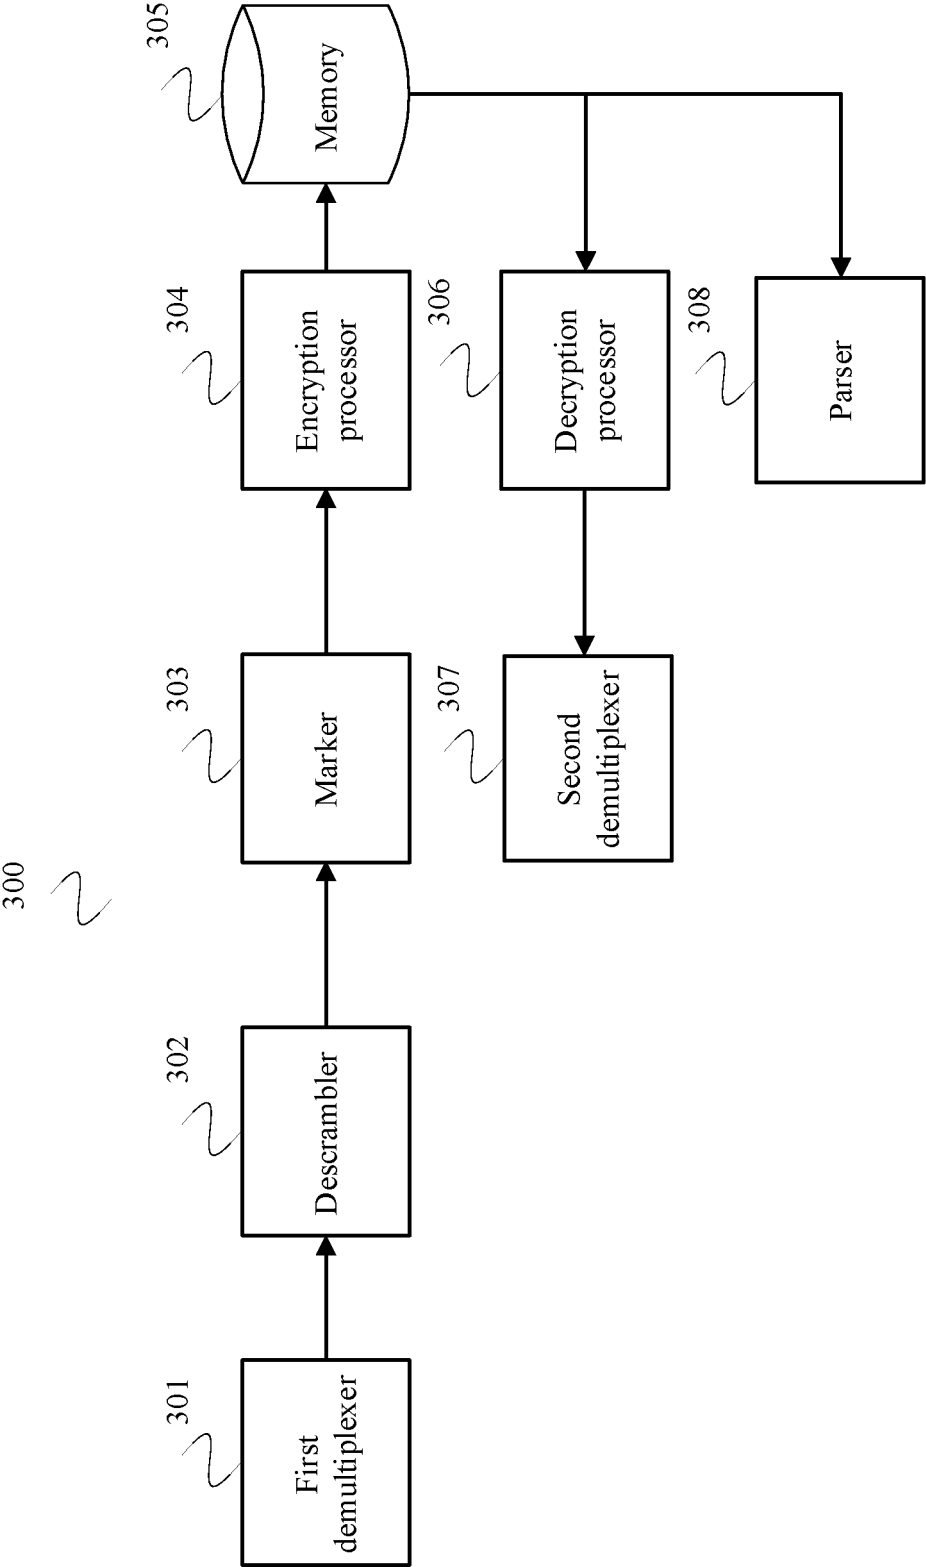 300
301
First
demultiplexer
302
Descrambler
303
Marker
304
Encryption
processor
305
Memory
306
Decryption
processor
307
Second
demultiplexer
308
Parser